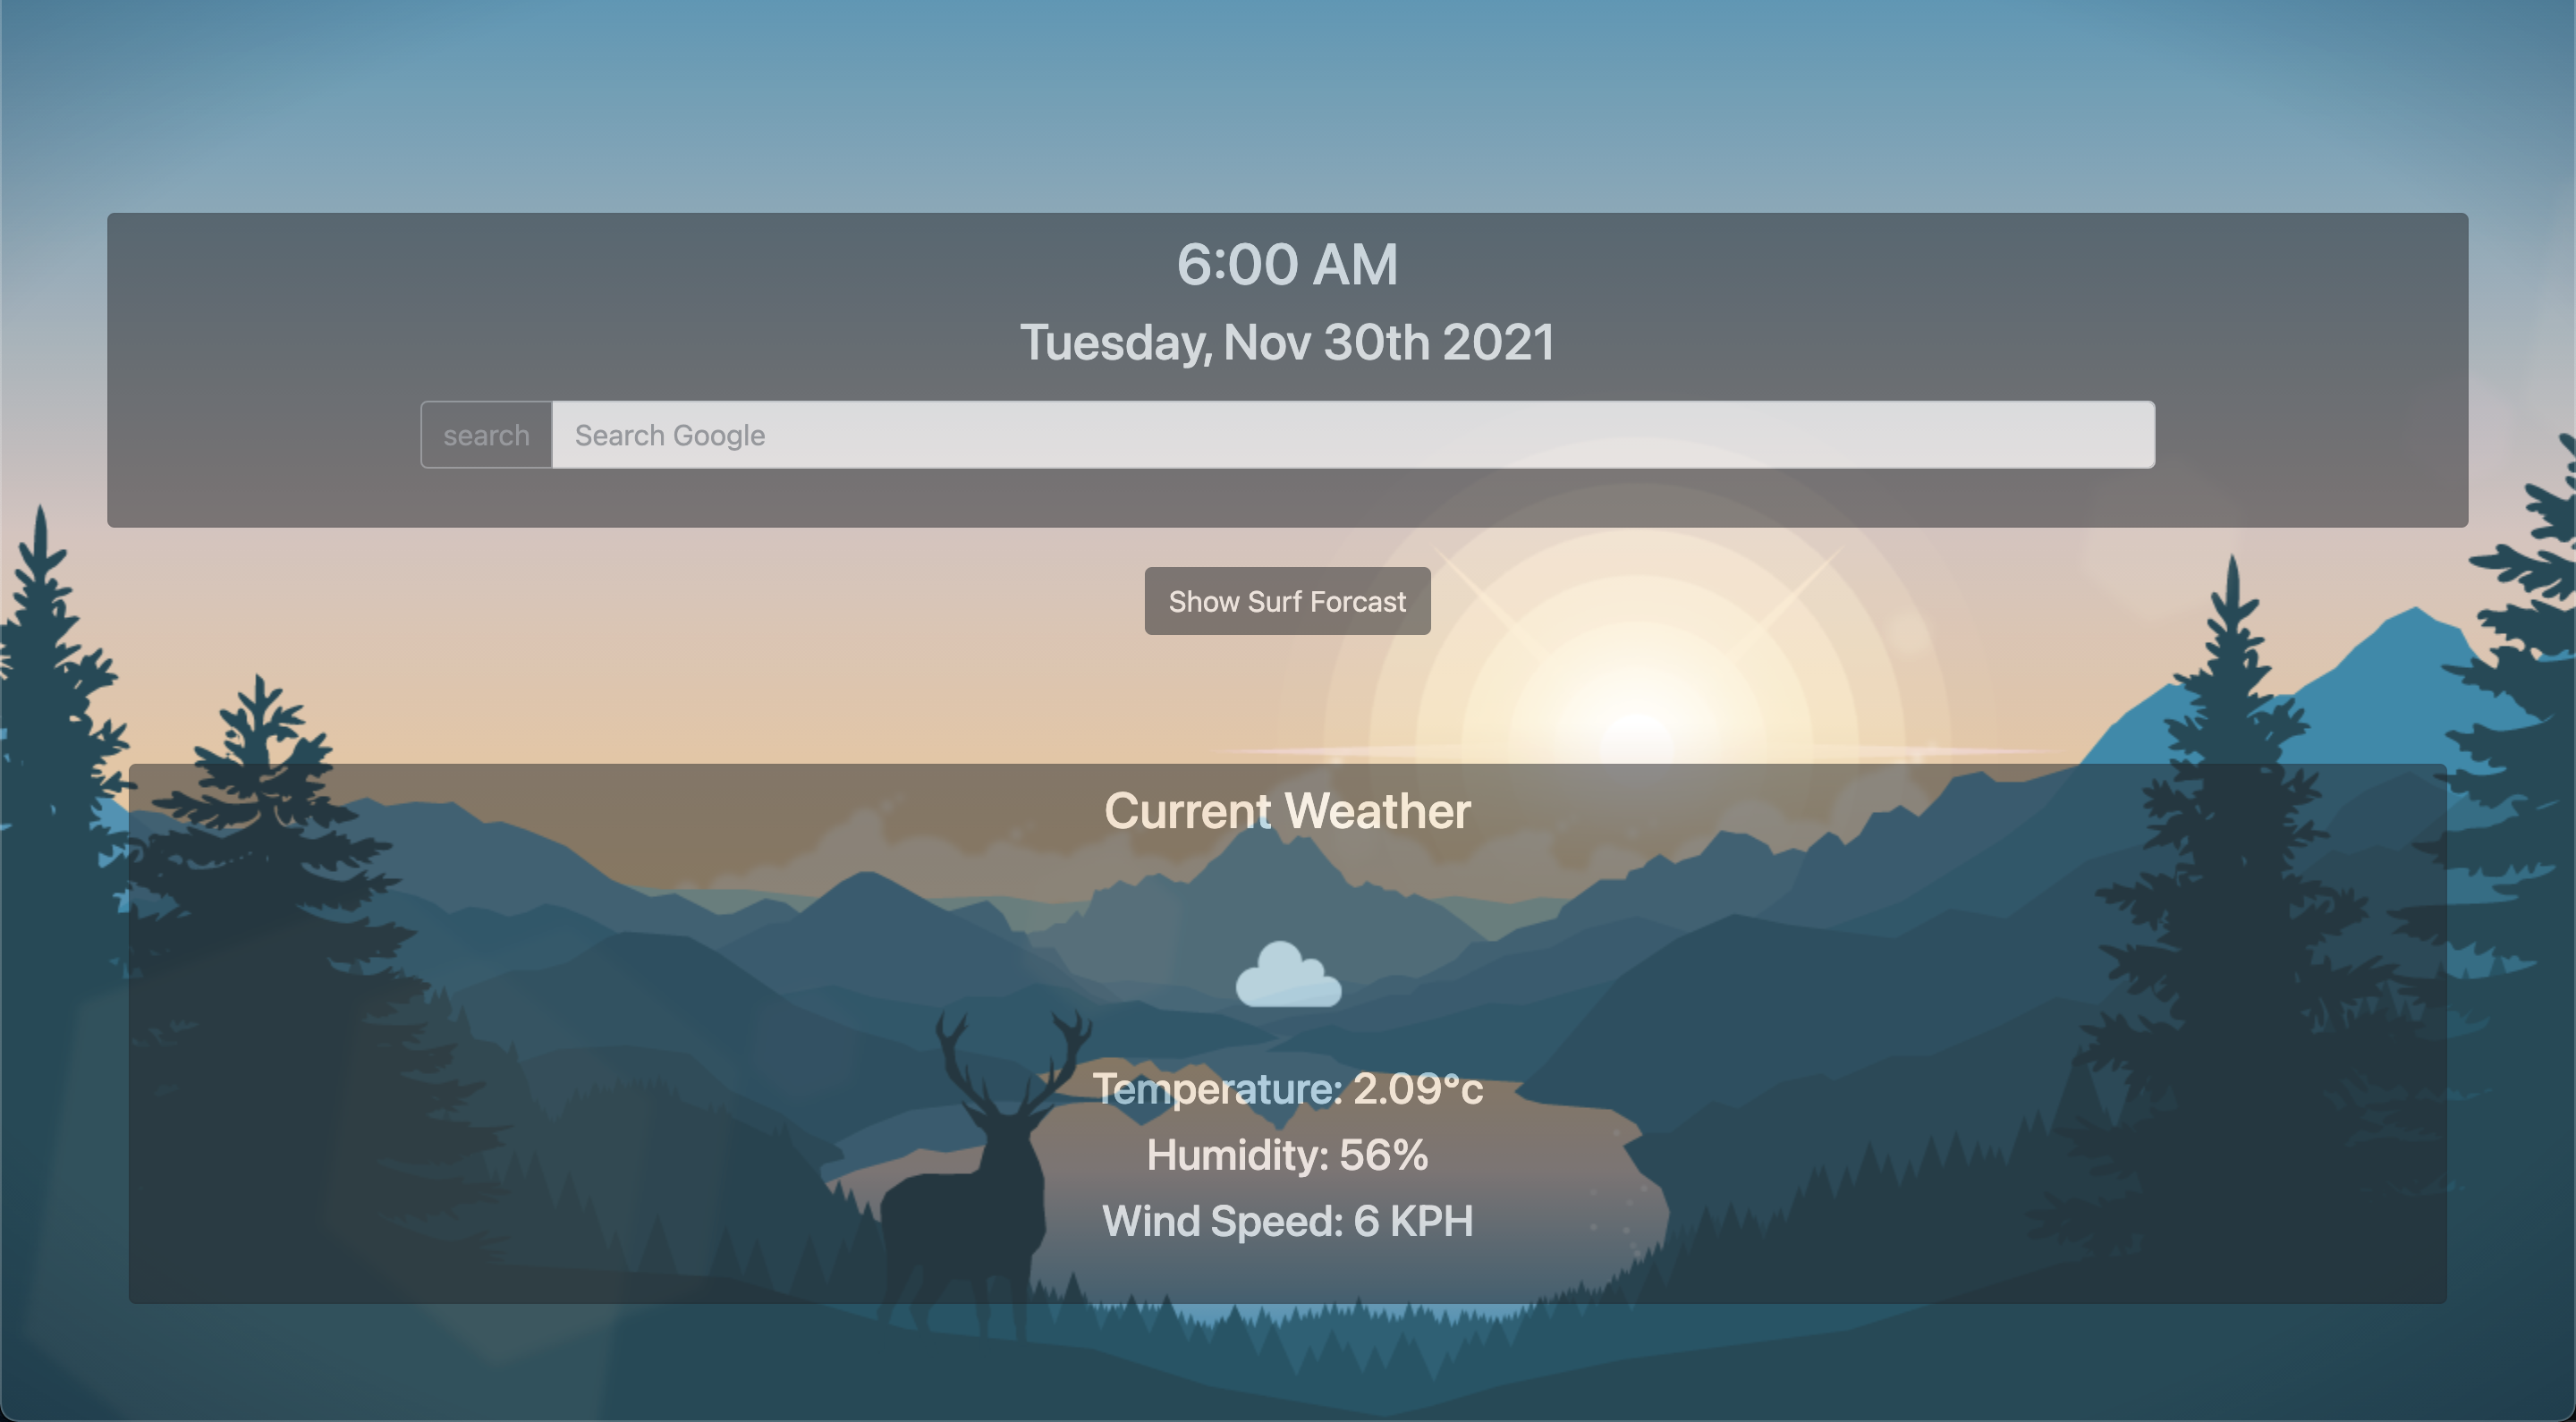 6:00 AM
Tuesday, Nov 30th 2021
search Search Google
Show Surf Forcast
Current Weather
Temperature: 2.09°c
Humidity: 56%
Wind Speed: 6 KPH